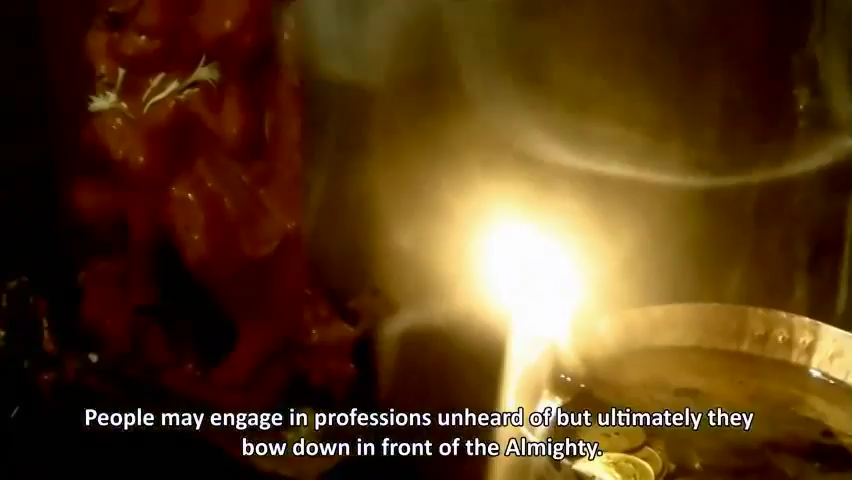 People may engage in professions unheard of but ultimately they
bow down in front of the Almighty.